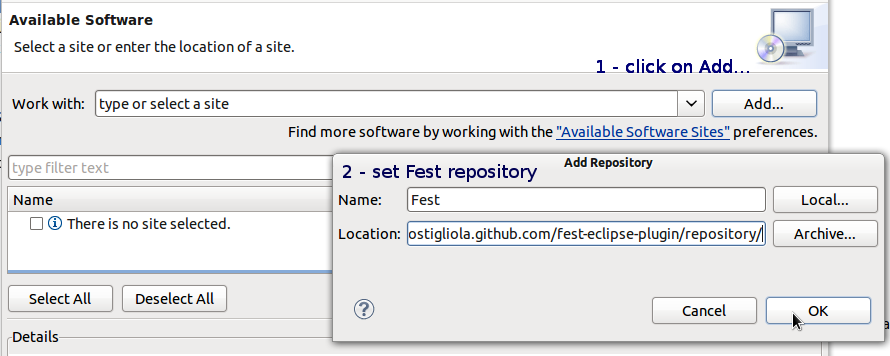 Available Software
Select a site or enter the location of a site.
1 - click on Add...
Work with: type or select a site Add...
Find more software by working with the "Available Software Sites" preferences.
type filter text
2 - set Fest repository
Add Repository
Name
There is no site selected.
Name: Fest Local...
Location: ostigliola.github.com/fest-eclipse-plugin/repository/ Archive...
Select All Deselect All
Cancel OK
Details